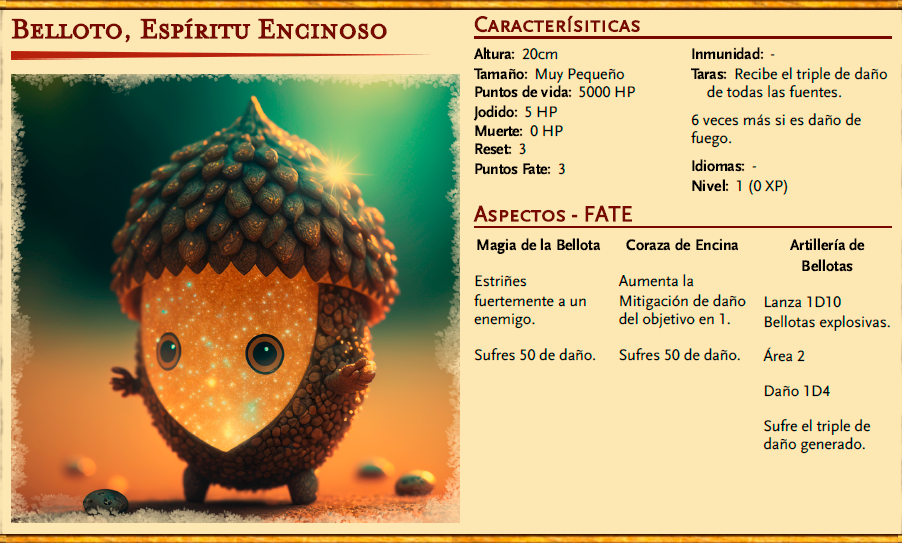 Belloto, Espíritu Encinoso
Caracterísiticas
Altura: 20cm
Tamaño: Muy Pequeño
Puntos de vida: 5000 HP
Jodido: 5 HP
Muerte: 0 HP
Reset: 3
Puntos Fate: 3
Inmunidad: -
Taras: Recibe el triple de daño
de todas las fuentes.
6 veces más si es daño de
fuego.
Idiomas: -
Nivel: 1 (0 XP)
Aspectos - FATE
Magia de la Bellota
Estriñes
fuertemente a un
enemigo.
Sufres 50 de daño.
Coraza de Encina
Aumenta la
Mitigación de daño
del objetivo en 1.
Sufres 50 de daño.
Artillería de
Bellotas
Lanza 1D10
Bellotas explosivas.
Área 2
Daño 1D4
Sufre el triple de
daño generado.